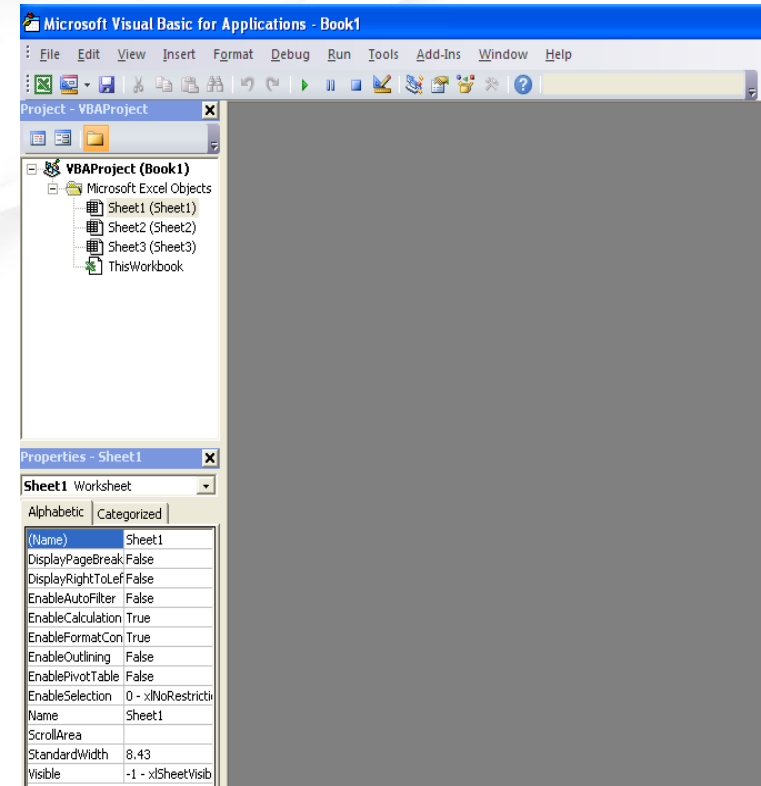 Microsoft Visual Basic for Applications - Book1
File Edit View Insert Format Debug Run Tools Add-Ins Window Help
Project - VBAProject
VBAProject (Book1)
Microsoft Excel Objects
Sheet1 (Sheet1)
Sheet2 (Sheet2)
Sheet3 (Sheet3)
ThisWorkbook
Properties - Sheet1
Sheet1 Worksheet
Alphabetic Categorized
(Name) Sheet1
DisplayPageBreak False
DisplayRightToLef False
EnableAutoFilter False
EnableCalculation True
EnableFormatCon True
EnableOutlining False
EnablePivotTable False
EnableSelection 0 - xlNoRestrictio
Name Sheet1
ScrollArea
StandardWidth 8.43
Visible -1 - xlSheetVisib